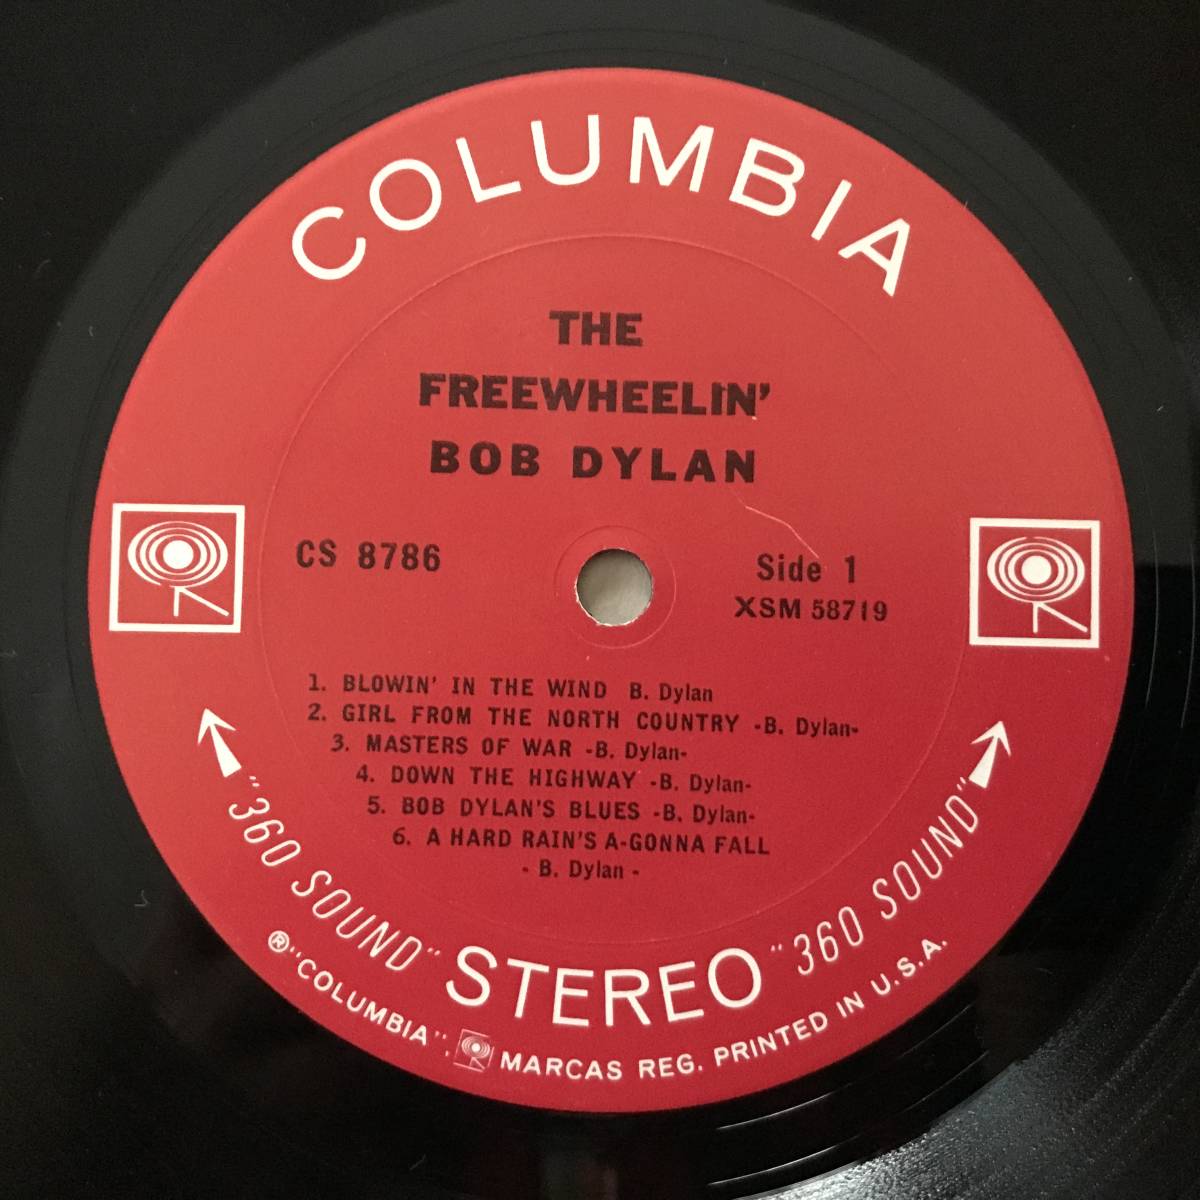 COLUMBIA
THE
FREEWHEELIN'
BOB DYLAN
CS 8786
Side 1
XSM 58719
1. BLOWIN' IN THE WIND B. Dylan
2. GIRL FROM THE NORTH COUNTRY -B. Dylan-
3. MASTERS OF WAR -B. Dylan-
4. DOWN THE HIGHWAY -B. Dylan-
5. BOB DYLAN'S BLUES -B. Dylan-
6. A HARD RAIN'S A-GONNA FALL
- B. Dylan -
"360 SOUND" STEREO "360 SOUND"
® "COLUMBIA", MARCAS REG. PRINTED IN U.S.A.